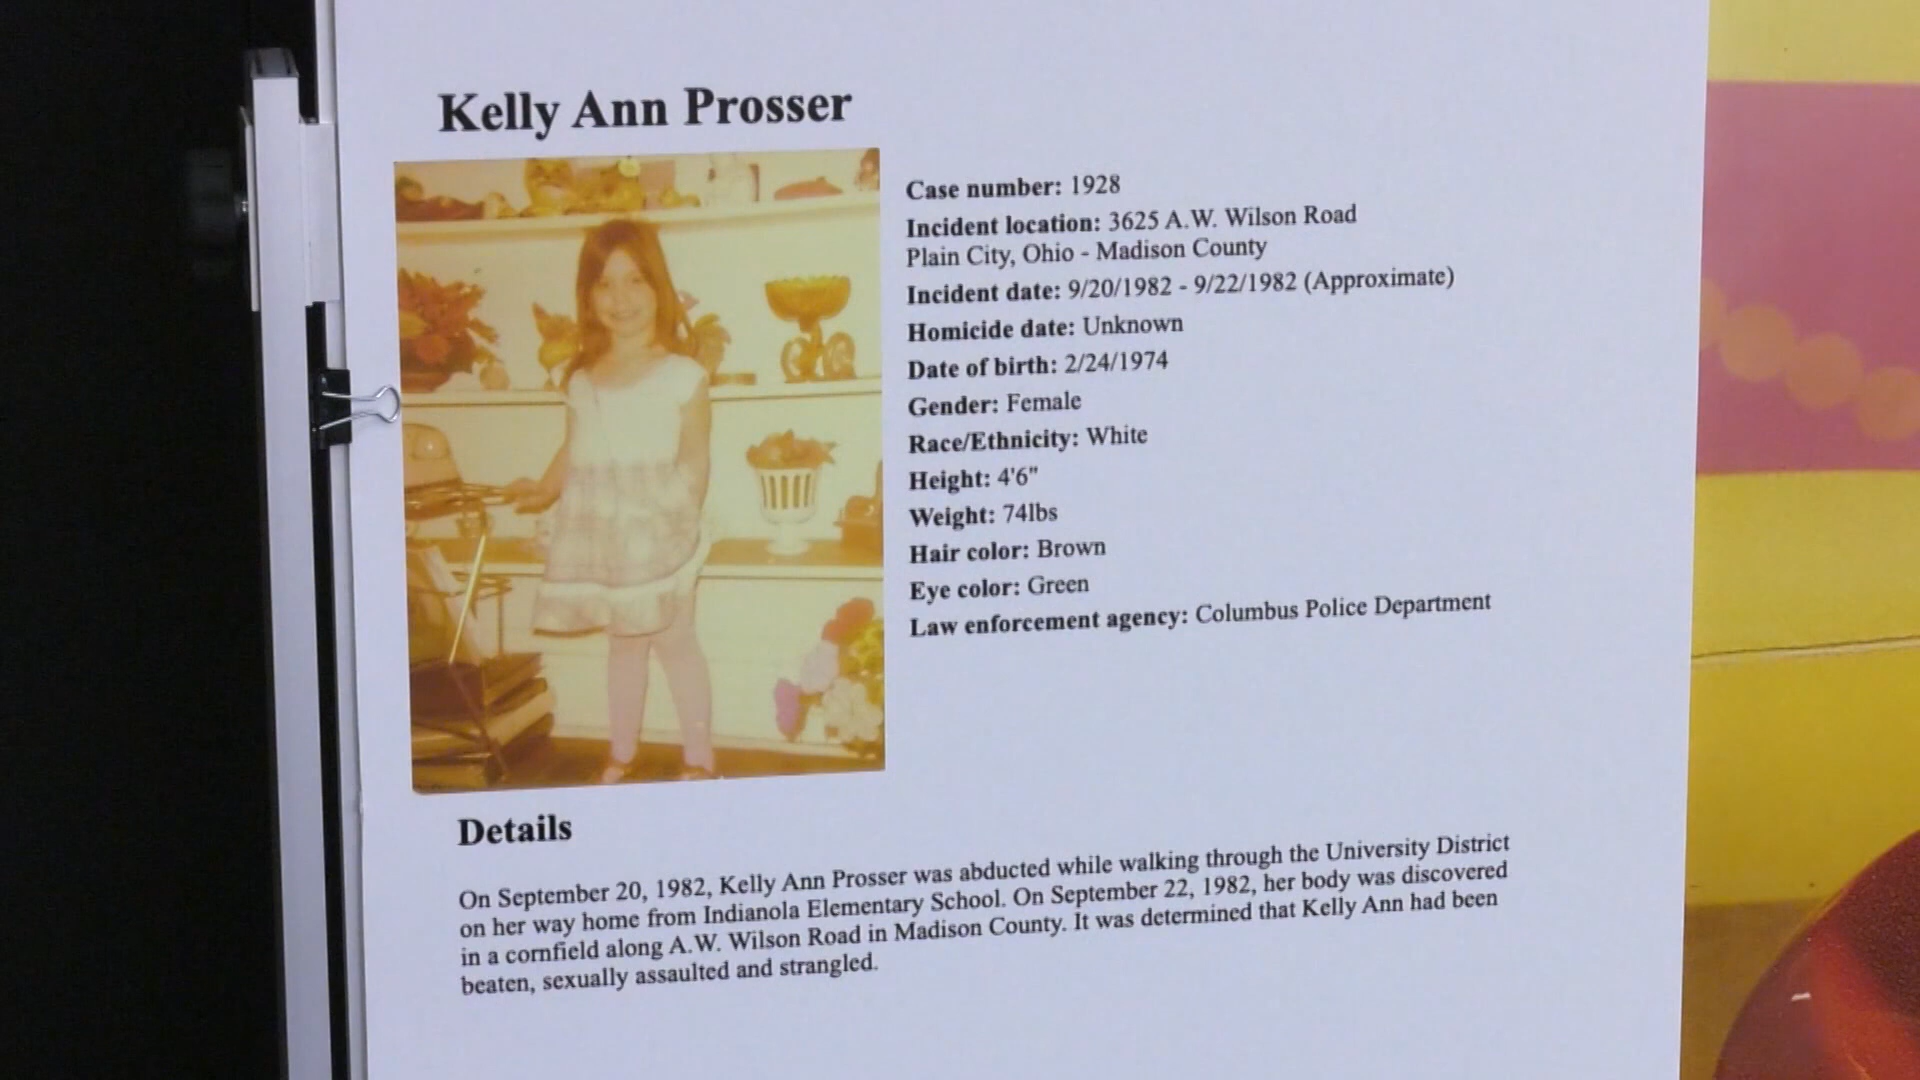 Kelly Ann Prosser
Case number: 1928
Incident location: 3625 A.W. Wilson Road
Plain City, Ohio - Madison County
Incident date: 9/20/1982 - 9/22/1982 (Approximate)
Homicide date: Unknown
Date of birth: 2/24/1974
Gender: Female
Race/Ethnicity: White
Height: 4'6"
Weight: 74lbs
Hair color: Brown
Eye color: Green
Law enforcement agency: Columbus Police Department
Details
On September 20, 1982, Kelly Ann Prosser was abducted while walking through the University District
on her way home from Indianola Elementary School. On September 22, 1982, her body was discovered
in a cornfield along A.W. Wilson Road in Madison County. It was determined that Kelly Ann had been
beaten, sexually assaulted and strangled.